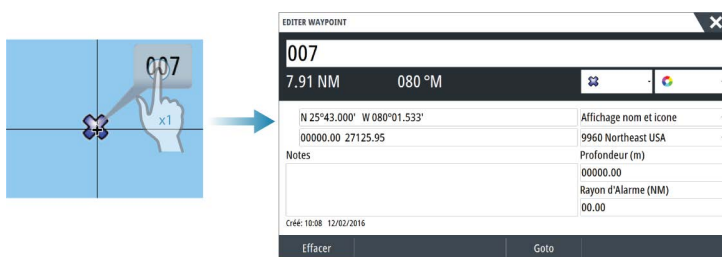 007
x1
EDITER WAYPOINT
X
007
7.91 NM 080 °M
N 25°43.000' W 080°01.533' Affichage nom et icone
00000.00 27125.95 9960 Northeast USA
Notes Profondeur (m)
00000.00
Rayon d'Alarme (NM)
00.00
Créé: 10:08 12/02/2016
Effacer Goto